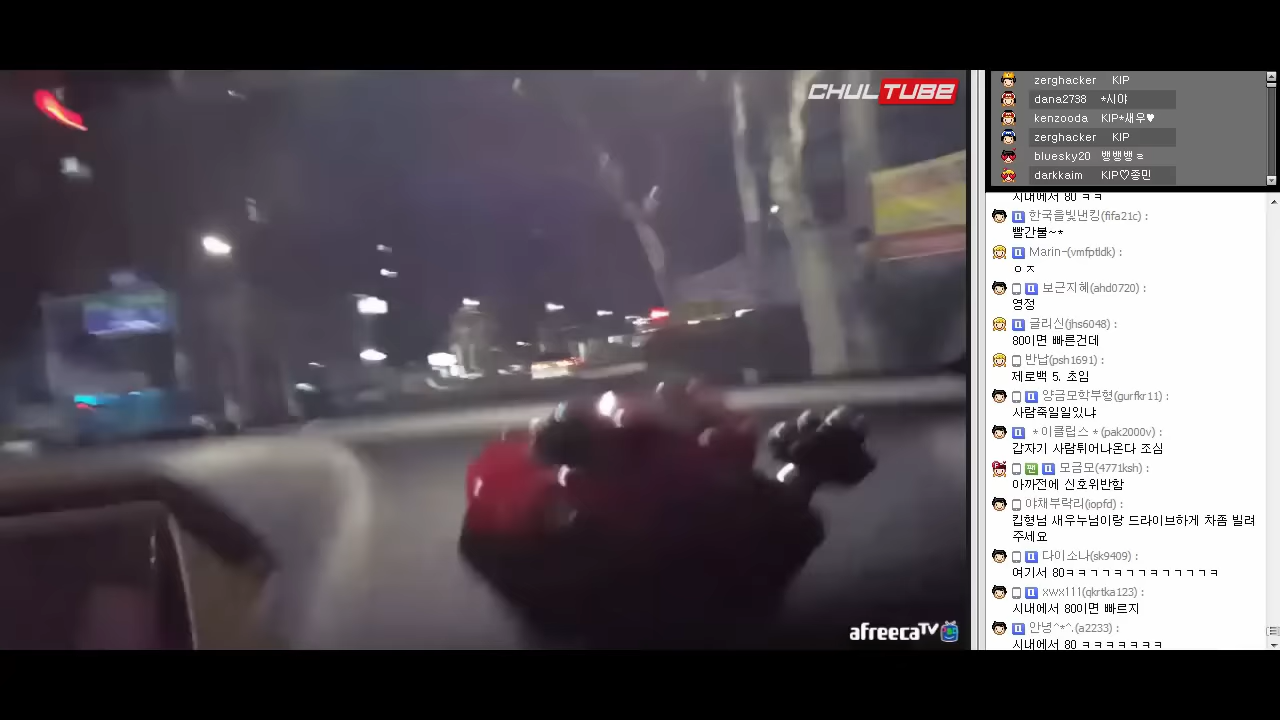 CHULTUBE
afreecaTV
zerghacker KIP
dana2738 *시야
kenzooda KIP*새우♥
zerghacker KIP
bluesky20 뱅뱅뱅ㅌ
darkkaim KIP♡종민
시내에서 80 ㅋㅋ
한국을빛낸킹(fifa21c) :
빨간불~*
Marin-(vmfptldk) :
ㅇㅈ
보근지혜(ahd0720) :
영정
글리신(jhs6048) :
80이면 빠른건데
반납(psh1691) :
제로백 5. 초임
양금모학부형(gurfkr11) :
사람죽일일있냐
*이클립스*(pak2000v) :
갑자기 사람튀어나온다 조심
팬 모금모(4771ksh) :
아까전에 신호위반함
야채부락리(iopfd) :
킵형님 새우누님이랑 드라이브하게 차좀 빌려
주세요
다이소나(sk9409) :
여기서 80ㅋㅋㄱㄱㅋㄱㄱㅋㅋㅋㅋㅋ
xwx111(qkrtka123) :
시내에서 80이면 빠르지
안녕^*^.(a2233) :
시내에서 80 ㅋㅋㅋㅋㅋㅋㅋ